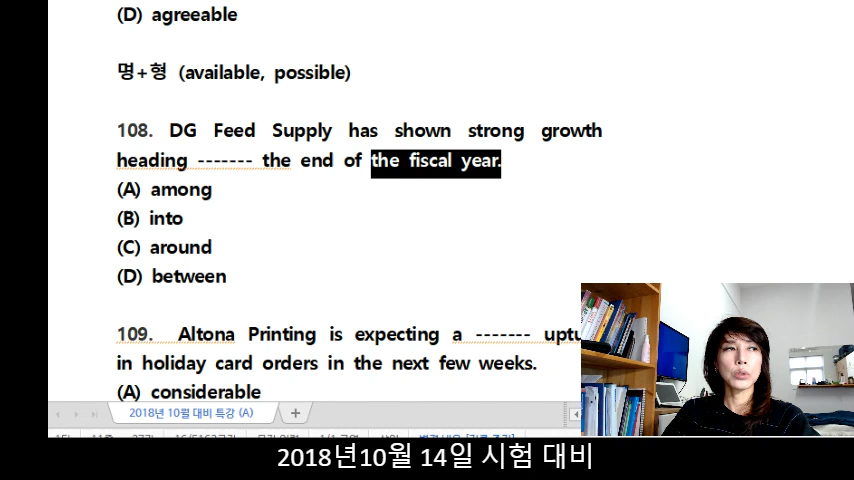 (D) agreeable
명+형 (available, possible)
108. DG Feed Supply has shown strong growth
heading ------- the end of the fiscal year.
(A) among
(B) into
(C) around
(D) between
109. Altona Printing is expecting a -------
in holiday card orders in the next few weeks.
(A) considerable
2018년 10월 대비 특강 (A)
2018년10월 14일 시험 대비